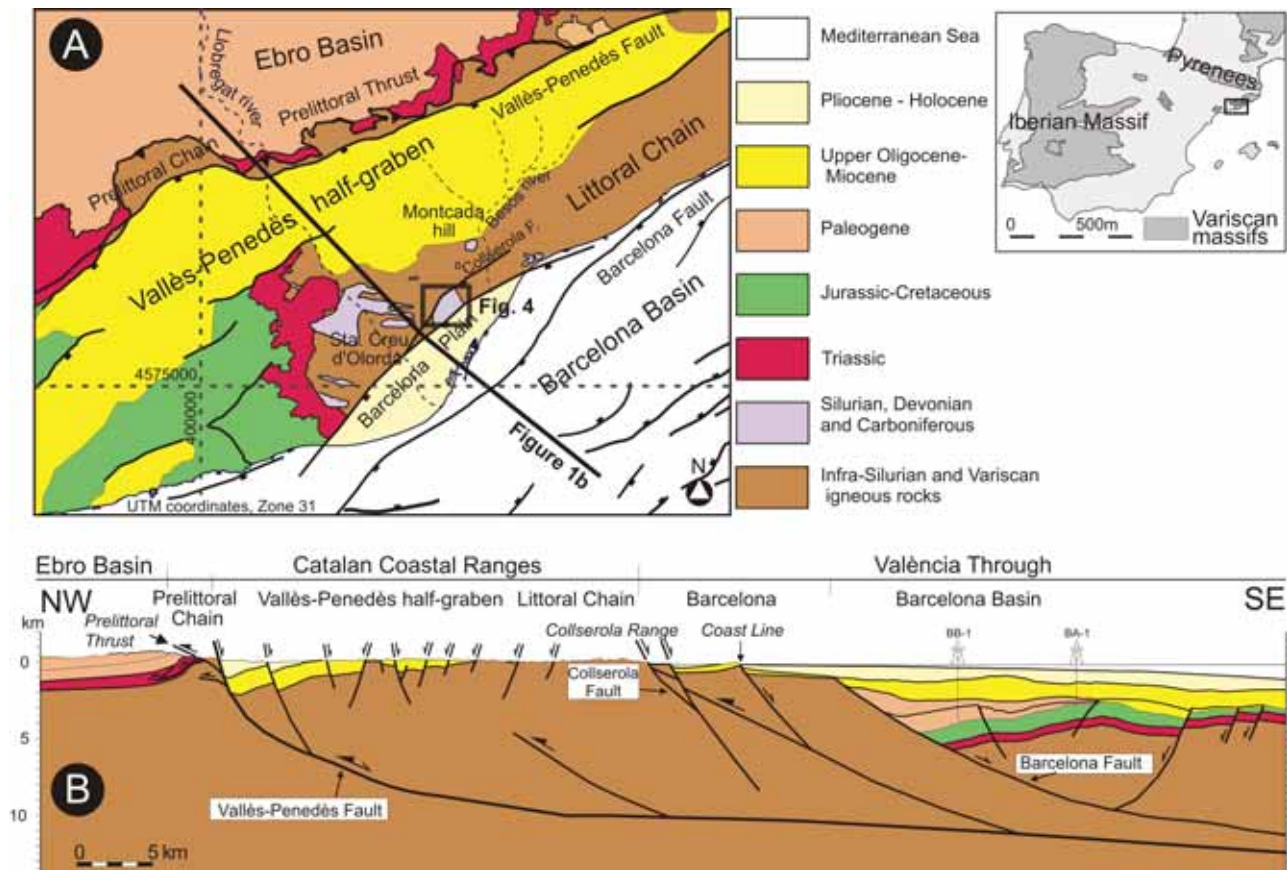 A
Ebro Basin
Llobregat river
Prelittoral Thrust
Vallès-Penedès Fault
Prelittoral Chain
Vallès-Penedès half-graben
Littoral Chain
Montcada
hill
Besòs river
Collserola F.
Barcelona Fault
Fig. 4
Sta. Creu
d'Olorda
Barcelona Plain
Barcelona Basin
4575000
400000
Figure 1b
N
UTM coordinates, Zone 31
Mediterranean Sea
Pliocene - Holocene
Upper Oligocene-
Miocene
Paleogene
Jurassic-Cretaceous
Triassic
Silurian, Devonian
and Carboniferous
Infra-Silurian and Variscan
igneous rocks
Pyrenees
Iberian Massif
0 500m
Variscan
massifs
Ebro Basin Catalan Coastal Ranges València Through
NW Prelittoral Vallès-Penedès half-graben Littoral Chain Barcelona Barcelona Basin SE
Chain
km Prelittoral
Thrust
Collserola Range Coast Line BB-1 BA-1
0
Collserola
Fault
5
Barcelona Fault
Vallès-Penedès Fault
10
B
0 5 km